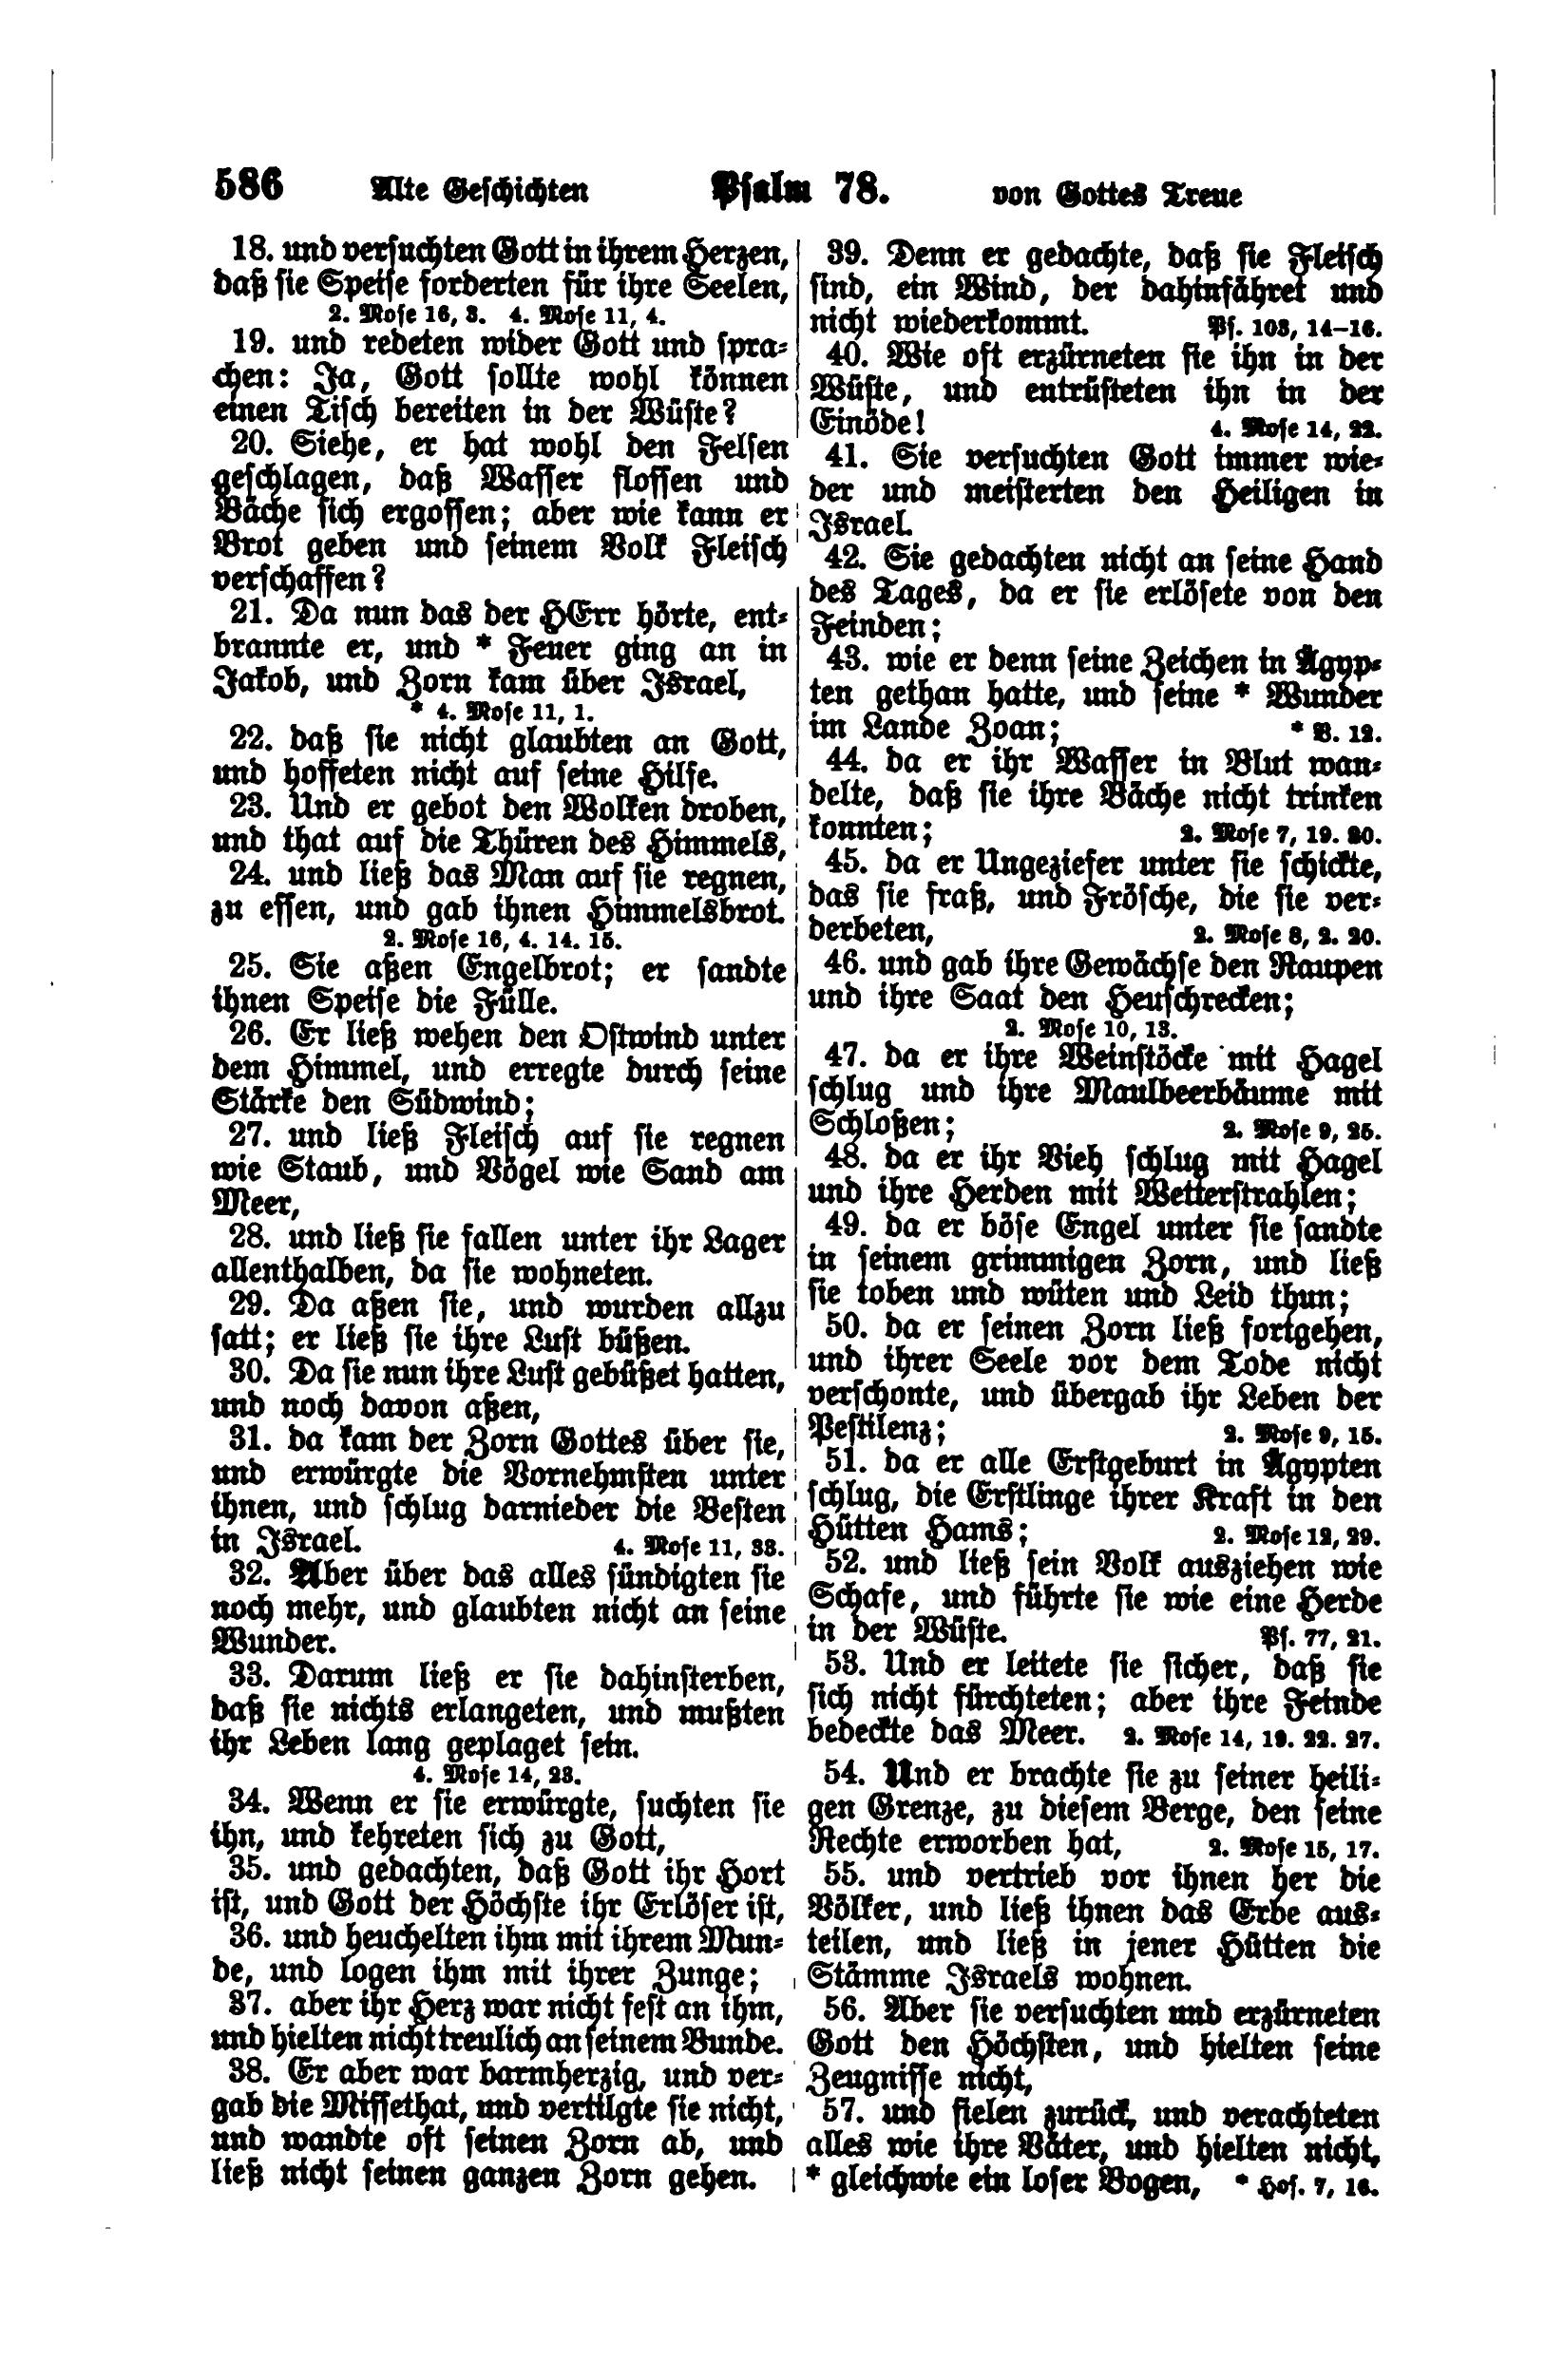 586 Alte Geschichten Psalm 78. von Gottes Treue
18. und versuchten Gott in ihrem Herzen,
daß sie Speise forderten für ihre Seelen,
2. Mose 16, 3. 4. Mose 11, 4.
19. und redeten wider Gott und spra-
chen: Ja, Gott sollte wohl können
einen Tisch bereiten in der Wüste?
20. Siehe, er hat wohl den Felsen
geschlagen, daß Wasser flossen und
Bäche sich ergossen; aber wie kann er
Brot geben und seinem Volk Fleisch
verschaffen?
21. Da nun das der HErr hörte, ent-
brannte er, und * Feuer ging an in
Jakob, und Zorn kam über Israel,
* 4. Mose 11, 1.
22. daß sie nicht glaubten an Gott,
und hoffeten nicht auf seine Hilfe.
23. Und er gebot den Wolken droben,
und that auf die Thüren des Himmels,
24. und ließ das Man auf sie regnen,
zu essen, und gab ihnen Himmelsbrot.
2. Mose 16, 4. 14. 15.
25. Sie aßen Engelbrot; er sandte
ihnen Speise die Fülle.
26. Er ließ wehen den Ostwind unter
dem Himmel, und erregte durch seine
Stärke den Südwind;
27. und ließ Fleisch auf sie regnen
wie Staub, und Vögel wie Sand am
Meer,
28. und ließ sie fallen unter ihr Lager
allenthalben, da sie wohneten.
29. Da aßen sie, und wurden allzu
satt; er ließ sie ihre Lust büßen.
30. Da sie nun ihre Lust gebüßet hatten,
und noch davon aßen,
31. da kam der Zorn Gottes über sie,
und erwürgte die Vornehmsten unter
ihnen, und schlug darnieder die Besten
in Israel. 4. Mose 11, 33.
32. Aber über das alles sündigten sie
noch mehr, und glaubten nicht an seine
Wunder.
33. Darum ließ er sie dahinsterben,
daß sie nichts erlangeten, und mußten
ihr Leben lang geplaget sein.
4. Mose 14, 23.
34. Wenn er sie erwürgte, suchten sie
ihn, und kehreten sich zu Gott,
35. und gedachten, daß Gott ihr Hort
ist, und Gott der Höchste ihr Erlöser ist,
36. und heuchelten ihm mit ihrem Mun-
de, und logen ihm mit ihrer Zunge;
37. aber ihr Herz war nicht fest an ihm,
und hielten nicht treulich an seinem Bunde.
38. Er aber war barmherzig, und ver-
gab die Missethat, und vertilgte sie nicht,
und wandte oft seinen Zorn ab, und
ließ nicht seinen ganzen Zorn gehen.
39. Denn er gedachte, daß sie Fleisch
sind, ein Wind, der dahinfähret und
nicht wiederkommt. Ps. 103, 14–16.
40. Wie oft erzürneten sie ihn in der
Wüste, und entrüsteten ihn in der
Einöde! 4. Mose 14, 22.
41. Sie versuchten Gott immer wie-
der und meisterten den Heiligen in
Israel.
42. Sie gedachten nicht an seine Hand
des Tages, da er sie erlösete von den
Feinden;
43. wie er denn seine Zeichen in Ägyp-
ten gethan hatte, und seine * Wunder
im Lande Zoan; * V. 12.
44. da er ihr Wasser in Blut wan-
delte, daß sie ihre Bäche nicht trinken
konnten; 2. Mose 7, 19. 20.
45. da er Ungeziefer unter sie schickte,
das sie fraß, und Frösche, die sie ver-
derbeten, 2. Mose 8, 2. 20.
46. und gab ihre Gewächse den Raupen
und ihre Saat den Heuschrecken;
2. Mose 10, 13.
47. da er ihre Weinstöcke mit Hagel
schlug und ihre Maulbeerbäume mit
Schloßen; 2. Mose 9, 25.
48. da er ihr Vieh schlug mit Hagel
und ihre Herden mit Wetterstrahlen;
49. da er böse Engel unter sie sandte
in seinem grimmigen Zorn, und ließ
sie toben und wüten und Leid thun;
50. da er seinen Zorn ließ fortgehen,
und ihrer Seele vor dem Tode nicht
verschonte, und übergab ihr Leben der
Pestilenz; 2. Mose 9, 15.
51. da er alle Erstgeburt in Ägypten
schlug, die Erstlinge ihrer Kraft in den
Hütten Hams; 2. Mose 12, 29.
52. und ließ sein Volk ausziehen wie
Schafe, und führte sie wie eine Herde
in der Wüste. Ps. 77, 21.
53. Und er leitete sie sicher, daß sie
sich nicht fürchteten; aber ihre Feinde
bedeckte das Meer. 2. Mose 14, 19. 22. 27.
54. Und er brachte sie zu seiner heili-
gen Grenze, zu diesem Berge, den seine
Rechte erworben hat, 2. Mose 15, 17.
55. und vertrieb vor ihnen her die
Völker, und ließ ihnen das Erbe aus-
teilen, und ließ in jener Hütten die
Stämme Israels wohnen.
56. Aber sie versuchten und erzürneten
Gott den Höchsten, und hielten seine
Zeugnisse nicht,
57. und fielen zurück, und verachteten
alles wie ihre Väter, und hielten nicht,
* gleichwie ein loser Bogen, * Hos. 7, 16.